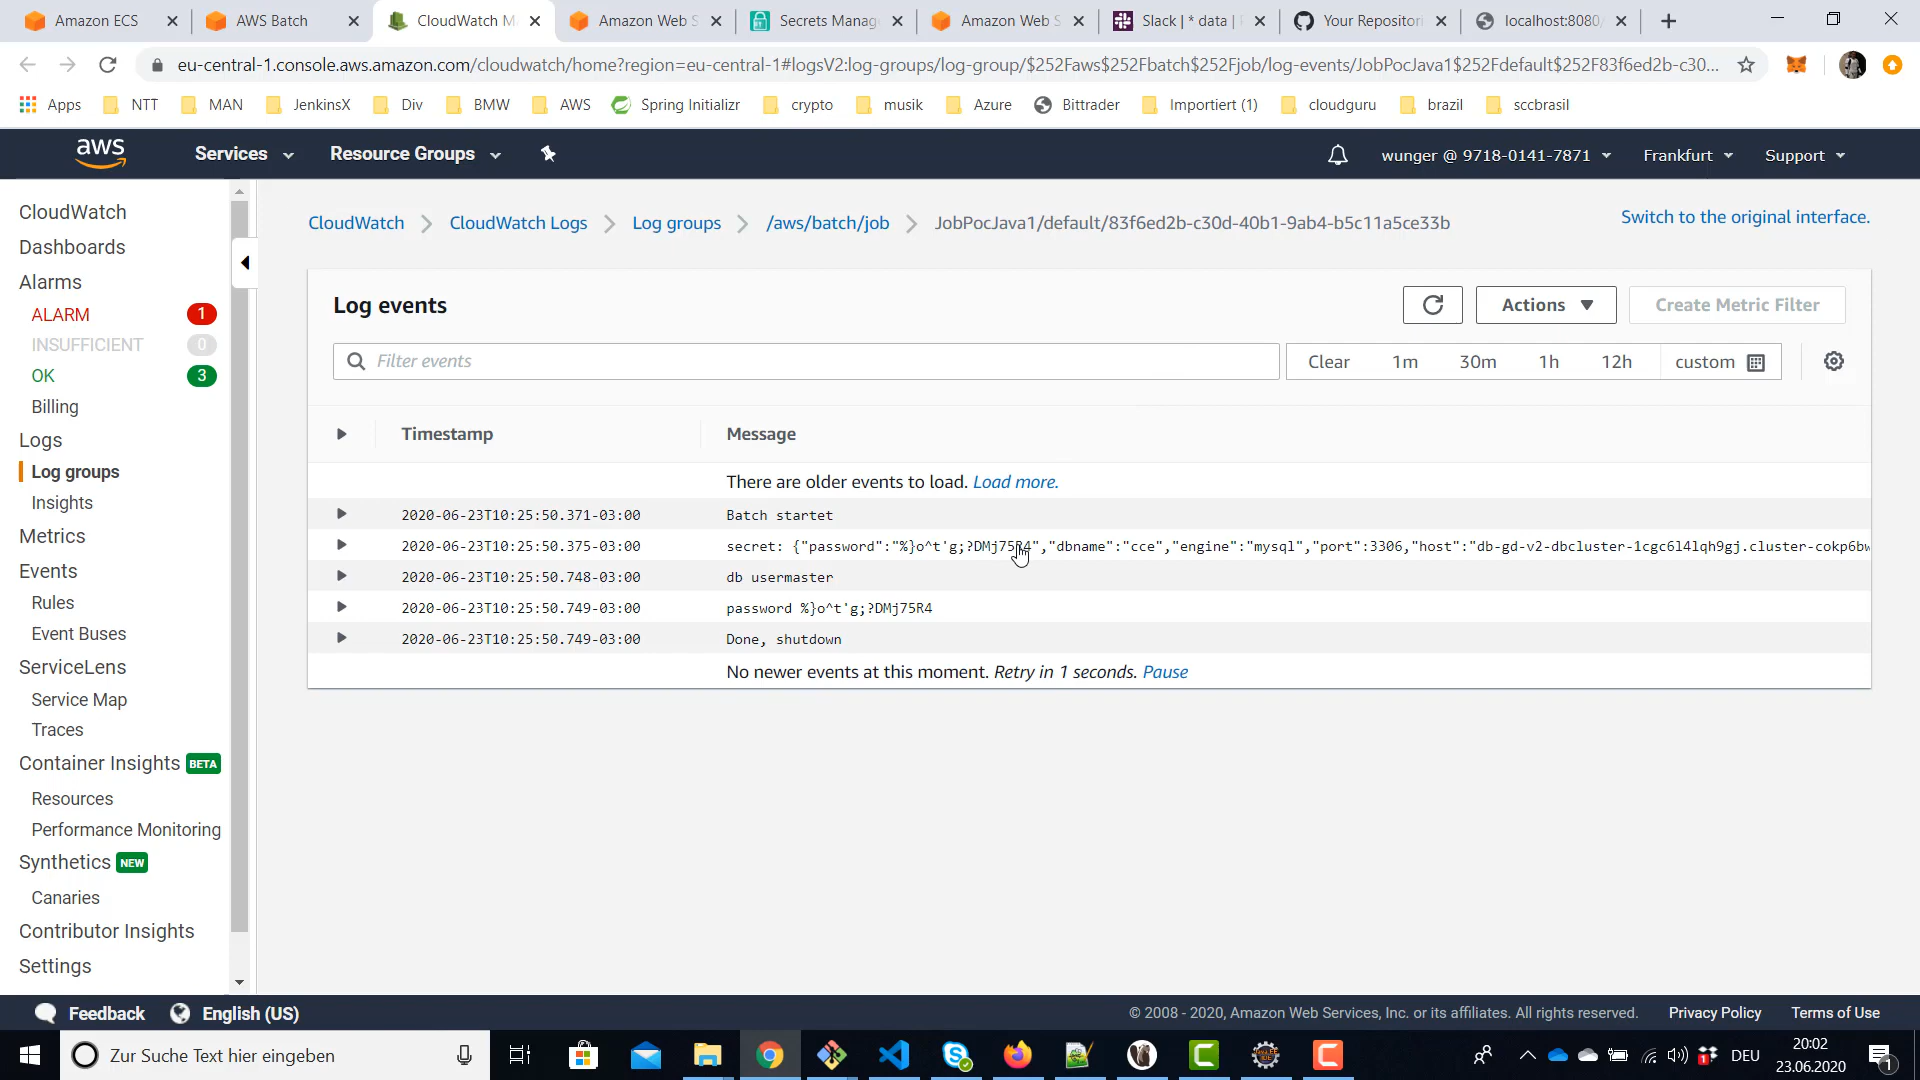 Amazon ECS
AWS Batch
CloudWatch M
Amazon Web S
Secrets Manag
Amazon Web S
Slack | * data |
Your Repositori
localhost:8080/
eu-central-1.console.aws.amazon.com/cloudwatch/home?region=eu-central-1#logsV2:log-groups/log-group/$252Faws$252Fbatch$252Fjob/log-events/JobPocJava1$252Fdefault$252F83f6ed2b-c30...
Apps NTT MAN JenkinsX Div BMW AWS Spring Initializr crypto musik Azure Bittrader Importiert (1) cloudguru brazil sccbrasil
aws Services Resource Groups wunger @ 9718-0141-7871 Frankfurt Support
CloudWatch
Dashboards
Alarms
ALARM 1
INSUFFICIENT 0
OK 3
Billing
Logs
Log groups
Insights
Metrics
Events
Rules
Event Buses
ServiceLens
Service Map
Traces
Container Insights BETA
Resources
Performance Monitoring
Synthetics NEW
Canaries
Contributor Insights
Settings
CloudWatch CloudWatch Logs Log groups /aws/batch/job JobPocJava1/default/83f6ed2b-c30d-40b1-9ab4-b5c11a5ce33b
Switch to the original interface.
Log events
Actions Create Metric Filter
Filter events
Clear 1m 30m 1h 12h custom
Timestamp Message
There are older events to load. Load more.
2020-06-23T10:25:50.371-03:00 Batch startet
2020-06-23T10:25:50.375-03:00 secret: {"password":"%}o^t'g;?DMj75R4","dbname":"cce","engine":"mysql","port":3306,"host":"db-gd-v2-dbcluster-1cgc6l4lqh9gj.cluster-cokp6bw
2020-06-23T10:25:50.748-03:00 db usermaster
2020-06-23T10:25:50.749-03:00 password %}o^t'g;?DMj75R4
2020-06-23T10:25:50.749-03:00 Done, shutdown
No newer events at this moment. Retry in 1 seconds. Pause
Feedback English (US)
© 2008 - 2020, Amazon Web Services, Inc. or its affiliates. All rights reserved. Privacy Policy Terms of Use
Zur Suche Text hier eingeben
DEU
20:02
23.06.2020
1